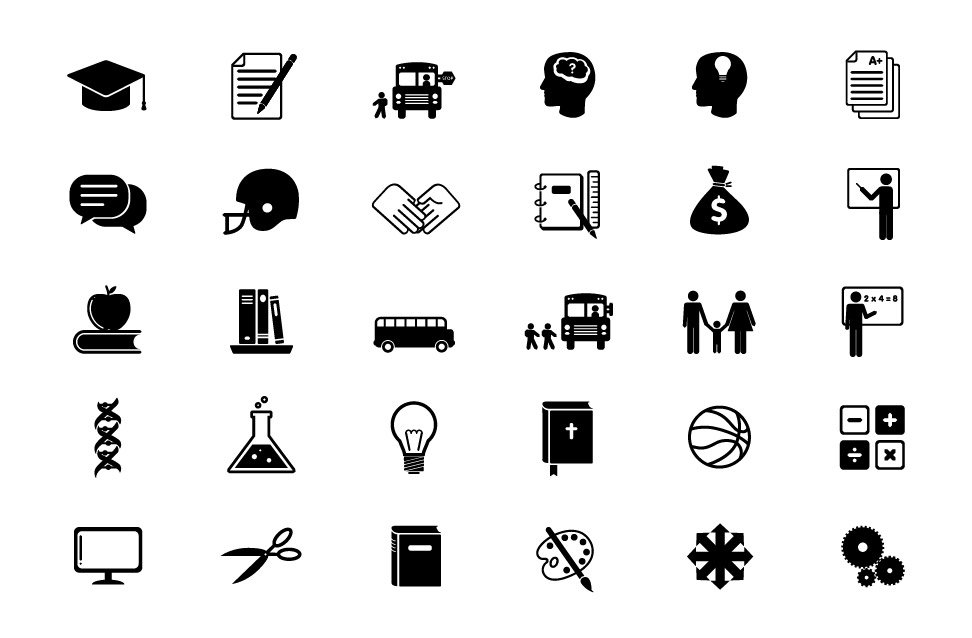 STOP
?
A+
$
2 x 4 = 8
− +
÷ ×